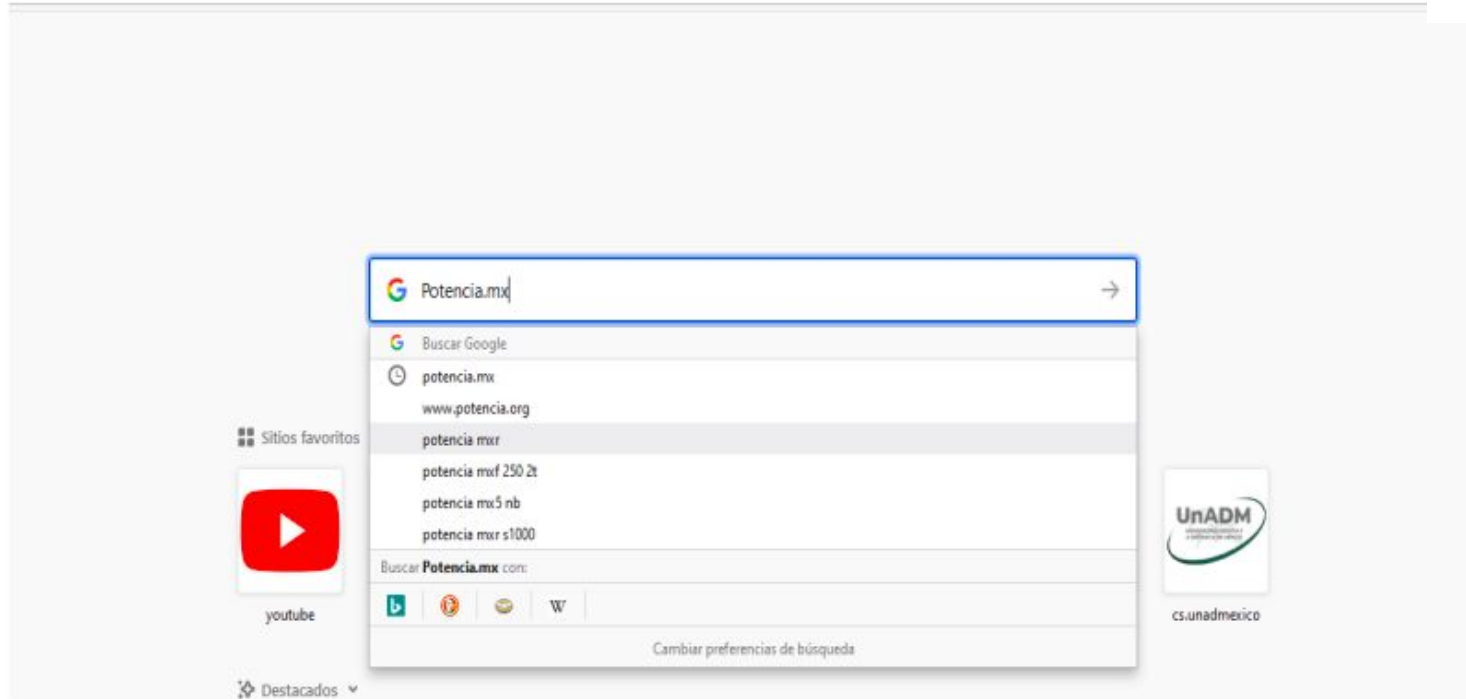 Potencia.mx
Buscar Google
potencia.mx
www.potencia.org
Sitios favoritos
potencia mxr
potencia mxf 250 2t
potencia mx5 nb
potencia mxr s1000
Buscar Potencia.mx con:
W
UnADM
youtube
cs.unadmexico
Cambiar preferencias de búsqueda
Destacados